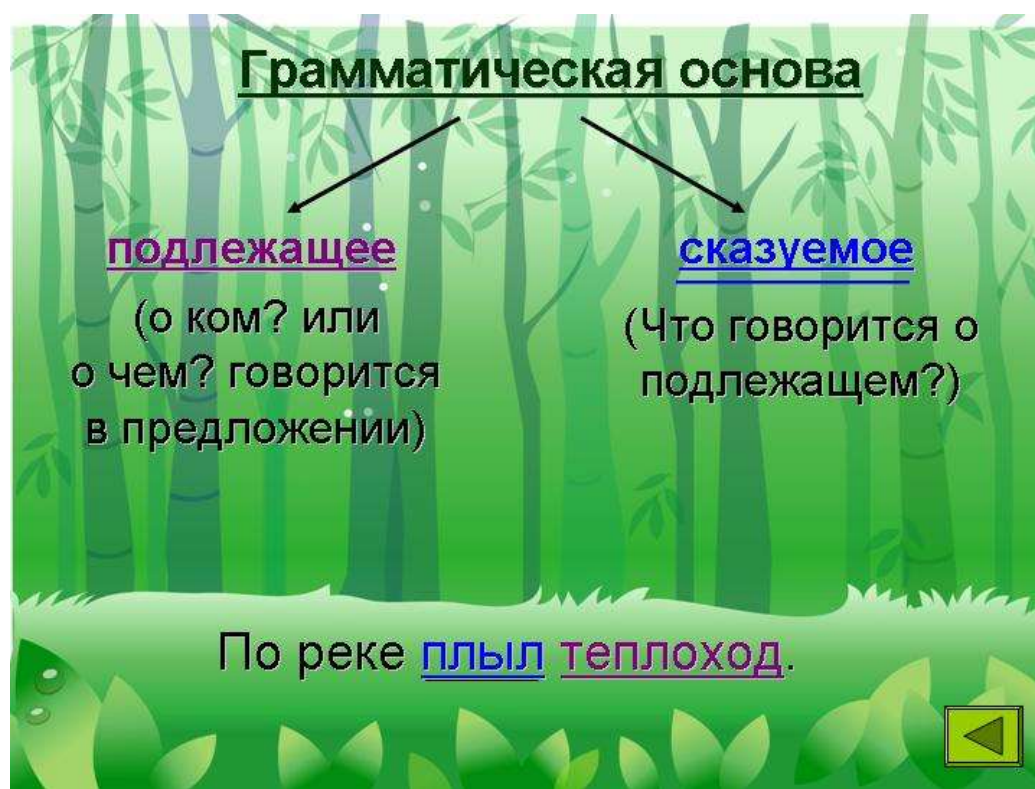 Грамматическая основа
подлежащее
(о ком? или
о чем? говорится
в предложении)
сказуемое
(Что говорится о
подлежащем?)
По реке плыл теплоход.